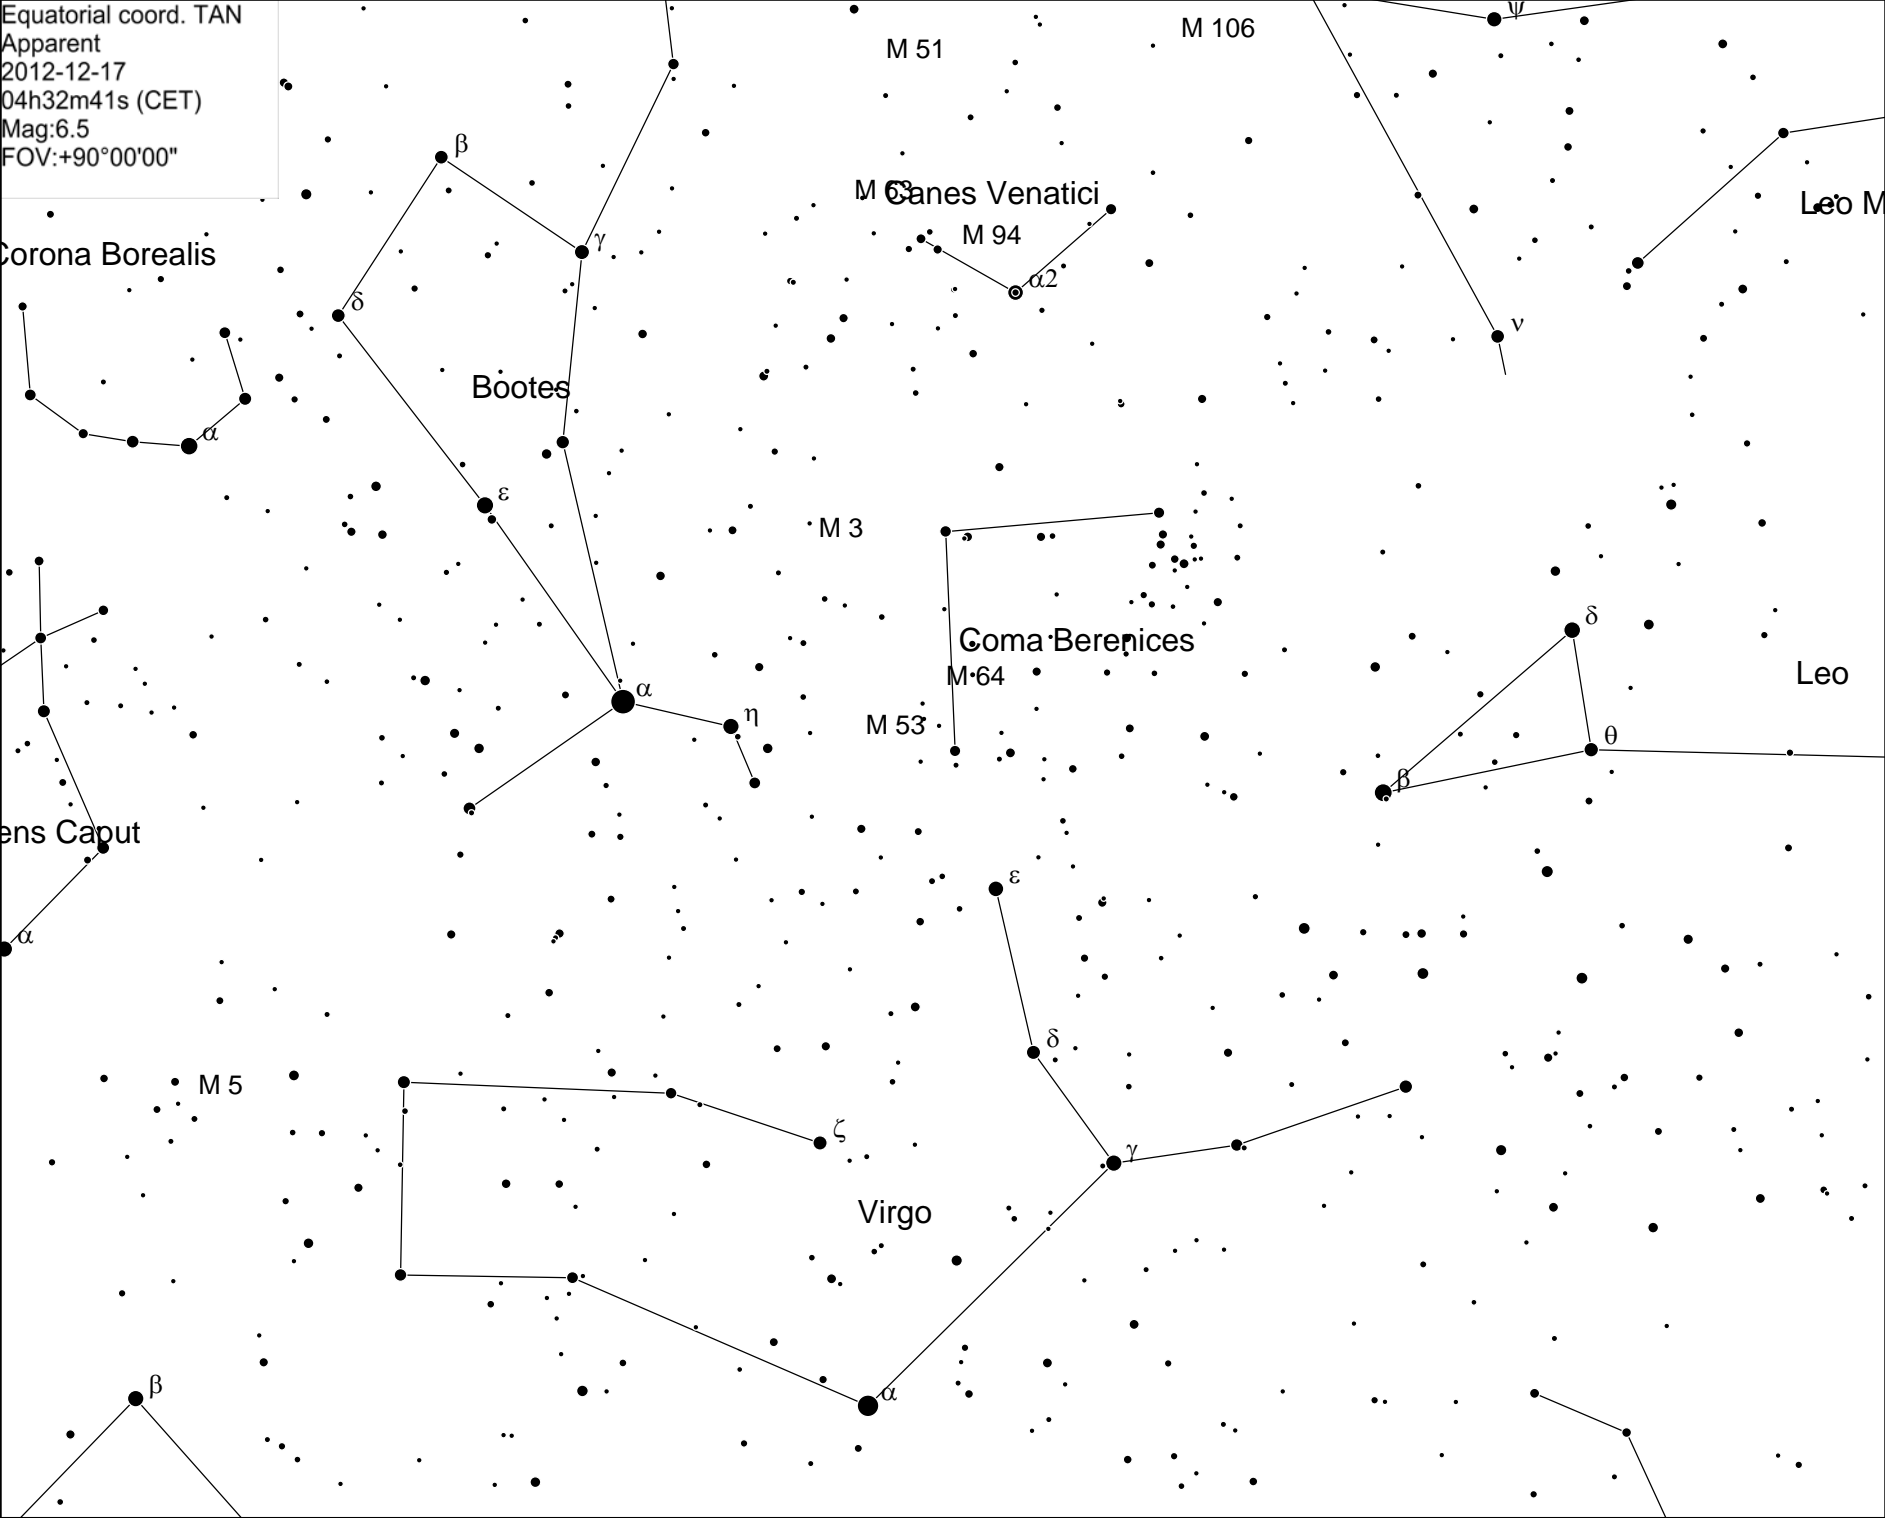 Equatorial coord. TAN
Apparent
2012-12-17
04h32m41s (CET)
Mag:6.5
FOV:+90°00'00"
ψ
M 106
M 51
β
M 63
Canes Venatici
Leo M
M 94
γ
Corona Borealis
α2
δ
ν
Bootes
α
ε
M 3
δ
Coma Berenices
M 64
Leo
α
η
M 53
θ
β
ens Caput
ε
α
δ
M 5
ζ
γ
Virgo
β
α